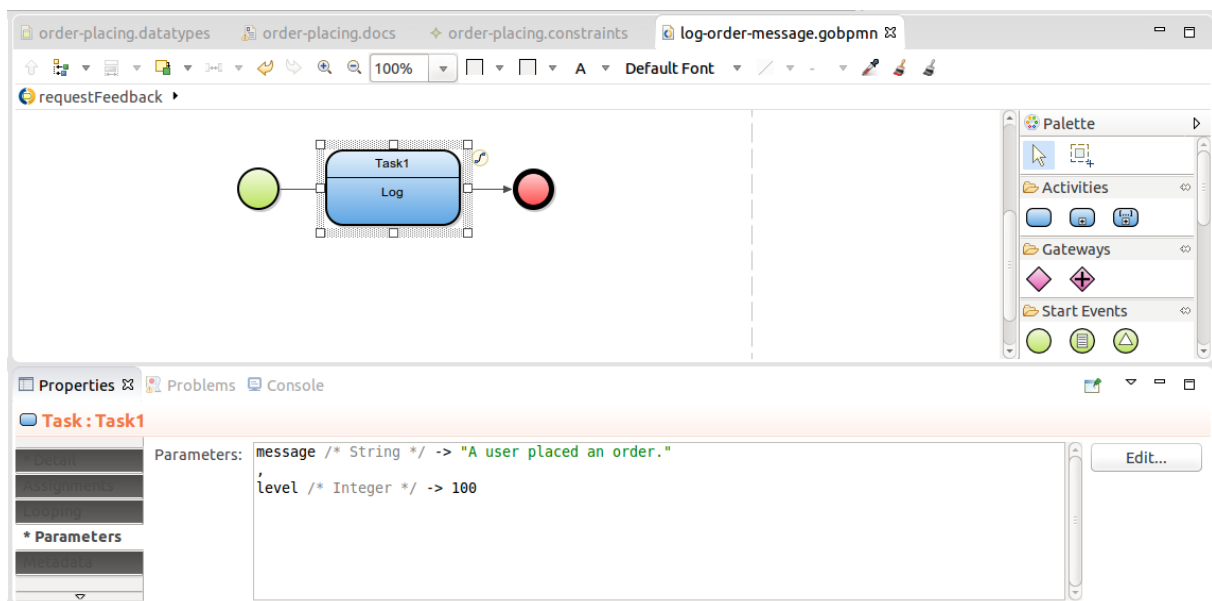 order-placing.datatypes order-placing.docs order-placing.constraints log-order-message.gobpmn
100% A Default Font
requestFeedback
Palette
Task1
Log
Activities
Gateways
Start Events
Properties Problems Console
Task : Task1
* Detail
Assignments
Looping
* Parameters
Metadata
Parameters:
message /* String */ -> "A user placed an order."
,
level /* Integer */ -> 100
Edit...